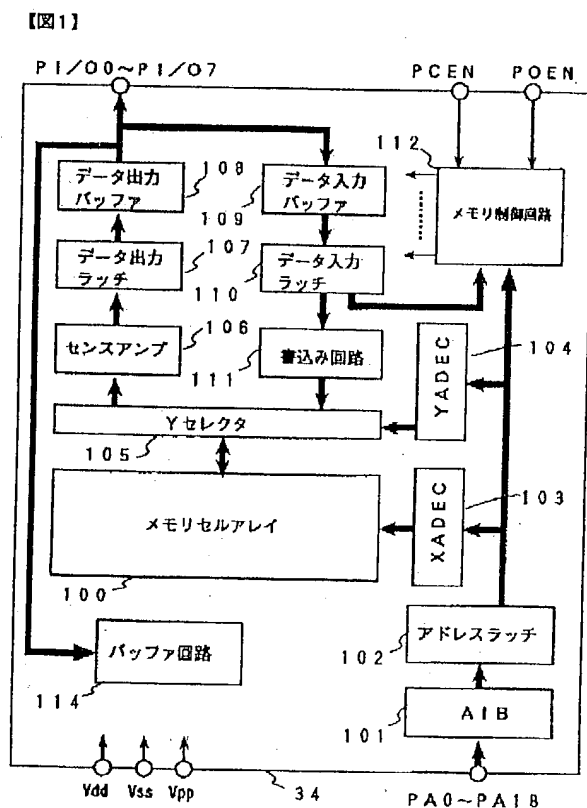 【図1】
PI/O0～PI/O7
PCEN
POEN
112
データ出力
バッファ
108
データ入力
バッファ
109
メモリ制御回路
データ出力
ラッチ
107
データ入力
ラッチ
110
センスアンプ
106
書込み回路
111
YADEC
104
Yセレクタ
105
メモリセルアレイ
100
XADEC
103
アドレスラッチ
102
バッファ回路
114
AIB
101
Vdd
Vss
Vpp
34
PA0～PA18